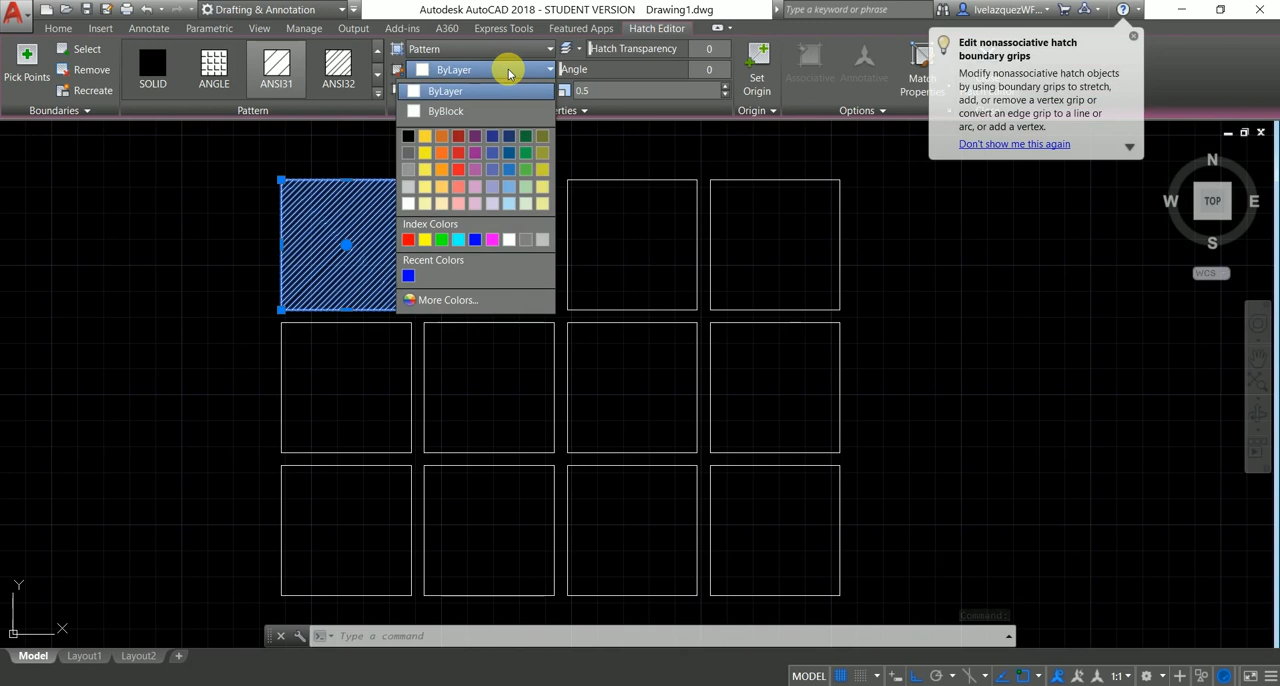 Drafting & Annotation
Autodesk AutoCAD 2018 - STUDENT VERSION Drawing1.dwg
Type a keyword or phrase
lvelazquezWF...
Home Insert Annotate Parametric View Manage Output Add-ins A360 Express Tools Featured Apps Hatch Editor
Pick Points
Select
Remove
Recreate
Boundaries
SOLID
ANGLE
ANSI31
ANSI32
Pattern
Pattern
ByLayer
ByLayer
ByBlock
Index Colors
Recent Colors
More Colors...
Hatch Transparency 0
Angle 0
0.5
Set
Origin
Origin
Associative
Annotative
Match
Options
Edit nonassociative hatch
boundary grips
Modify nonassociative hatch objects
by using boundary grips to stretch,
add, or remove a vertex grip or
convert an edge grip to a line or
arc, or add a vertex.
Don't show me this again
N
W TOP E
S
WCS
Y
X
Command:
Type a command
Model Layout1 Layout2
MODEL
1:1